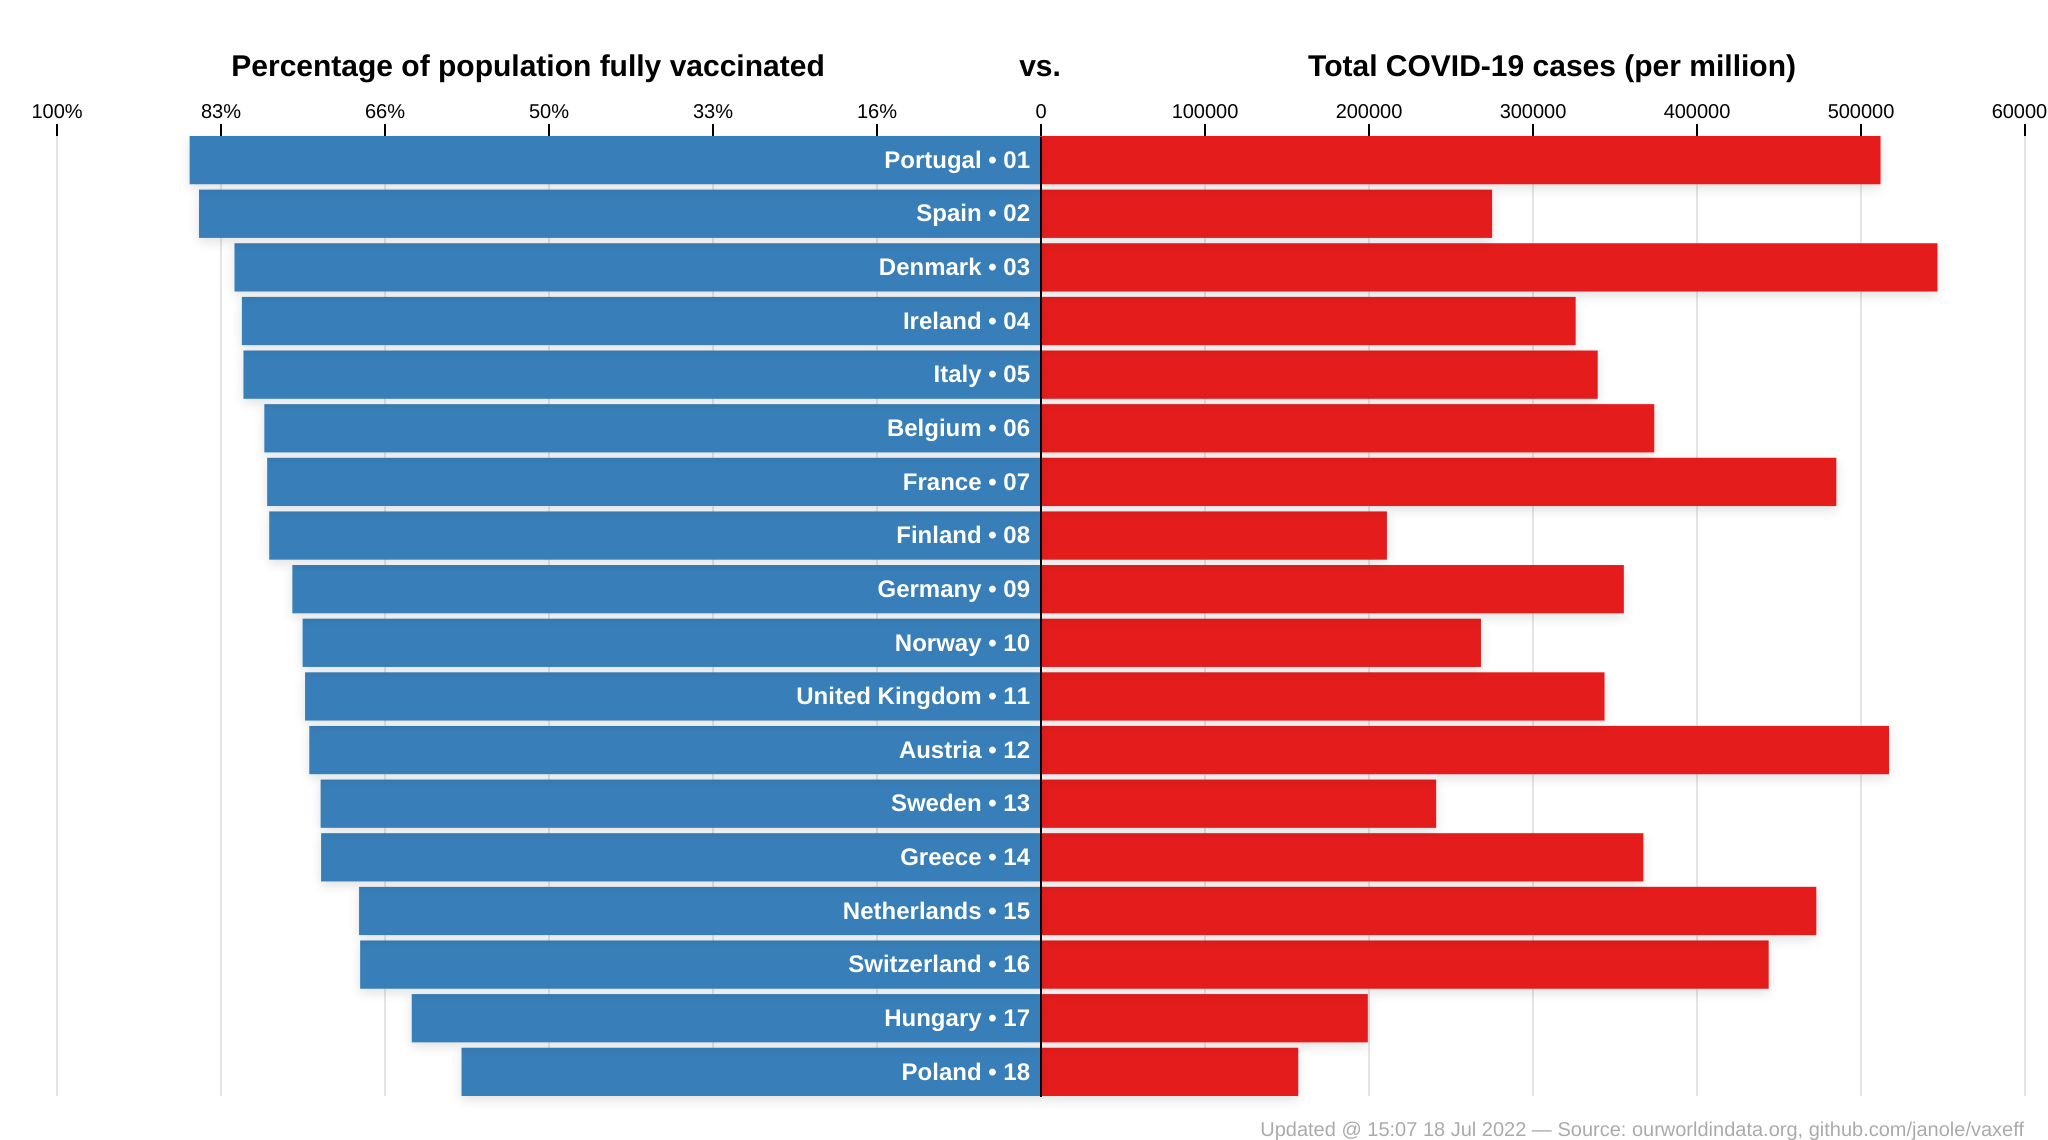 Percentage of population fully vaccinated vs. Total COVID-19 cases (per million)
100% 83% 66% 50% 33% 16% 0 100000 200000 300000 400000 500000 60000
Portugal • 01
Spain • 02
Denmark • 03
Ireland • 04
Italy • 05
Belgium • 06
France • 07
Finland • 08
Germany • 09
Norway • 10
United Kingdom • 11
Austria • 12
Sweden • 13
Greece • 14
Netherlands • 15
Switzerland • 16
Hungary • 17
Poland • 18
Updated @ 15:07 18 Jul 2022 — Source: ourworldindata.org, github.com/janole/vaxeff